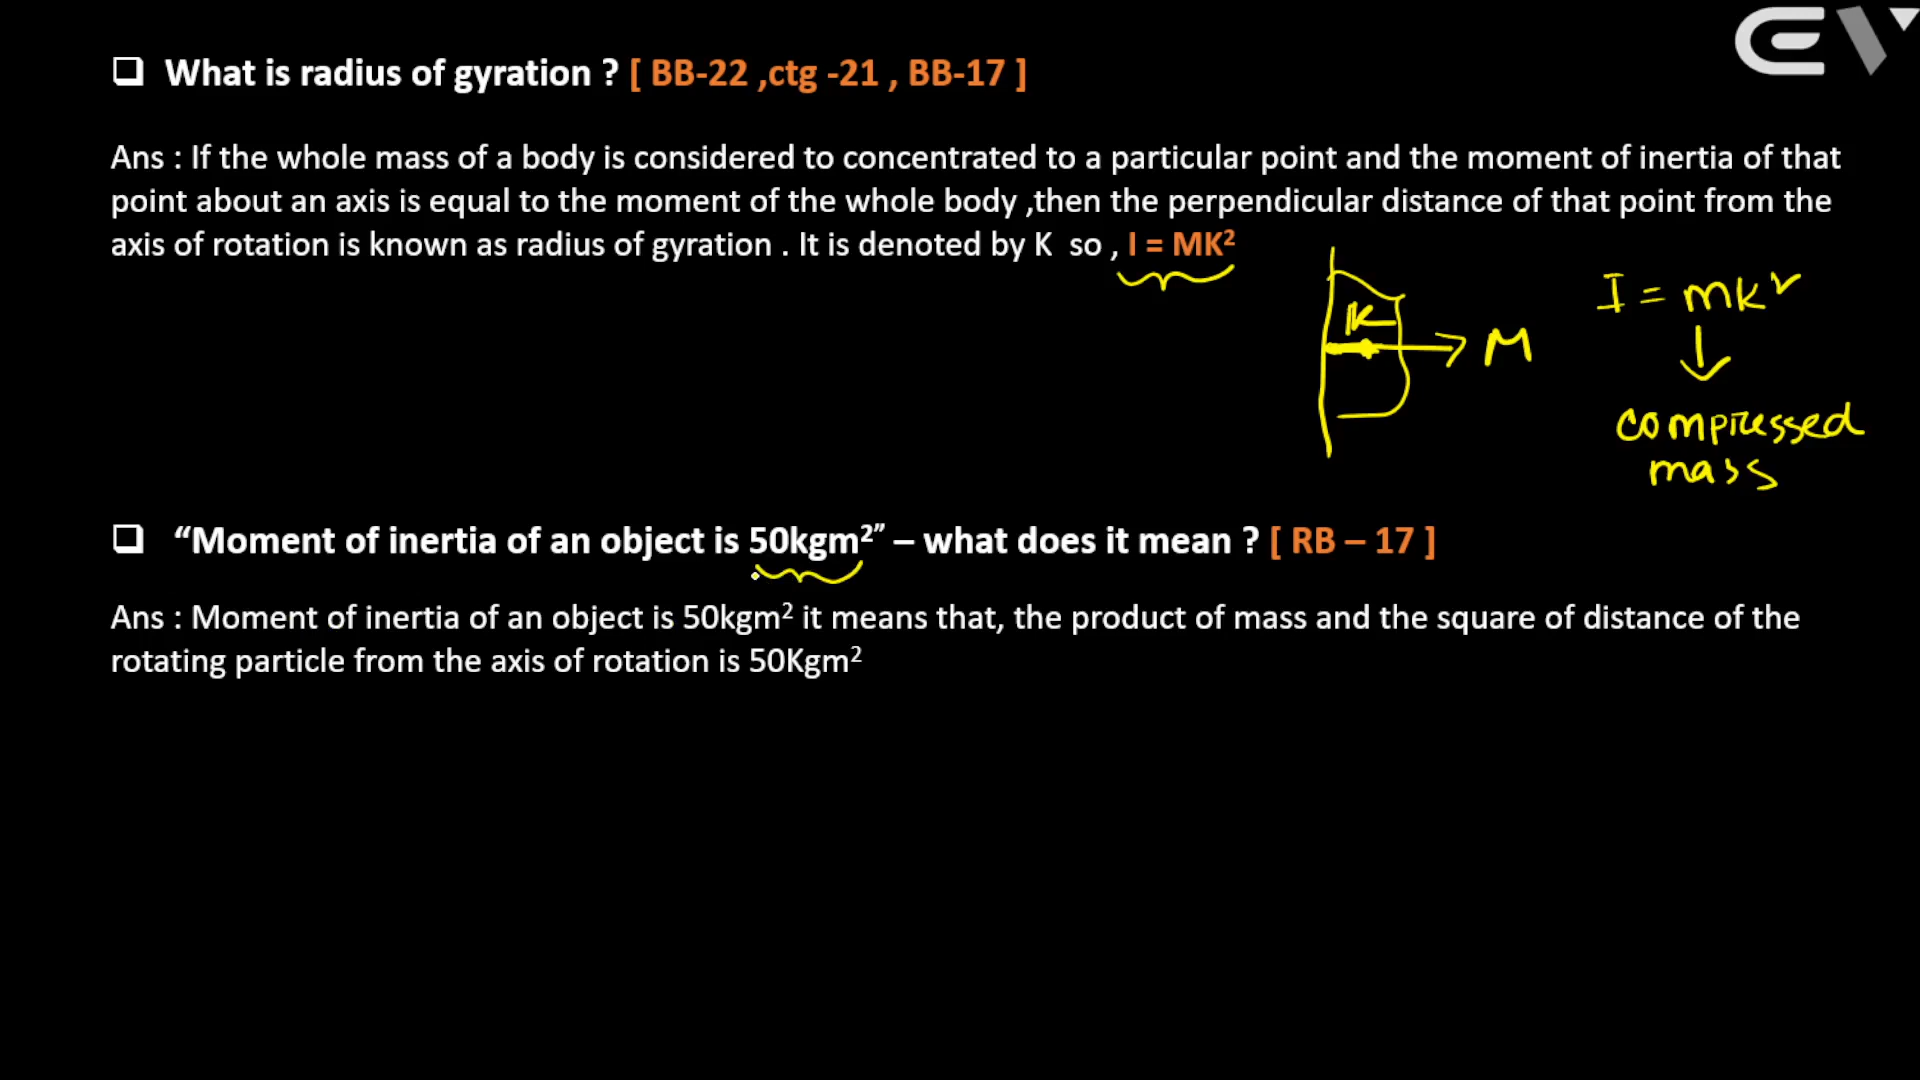 EV
What is radius of gyration ? [ BB-22 ,ctg -21 , BB-17 ]
Ans : If the whole mass of a body is considered to concentrated to a particular point and the moment of inertia of that
point about an axis is equal to the moment of the whole body ,then the perpendicular distance of that point from the
axis of rotation is known as radius of gyration . It is denoted by K so , I = MK²
K
M
I = mk²
compressed
mass
“Moment of inertia of an object is 50kgm²” – what does it mean ? [ RB – 17 ]
Ans : Moment of inertia of an object is 50kgm² it means that, the product of mass and the square of distance of the
rotating particle from the axis of rotation is 50Kgm²